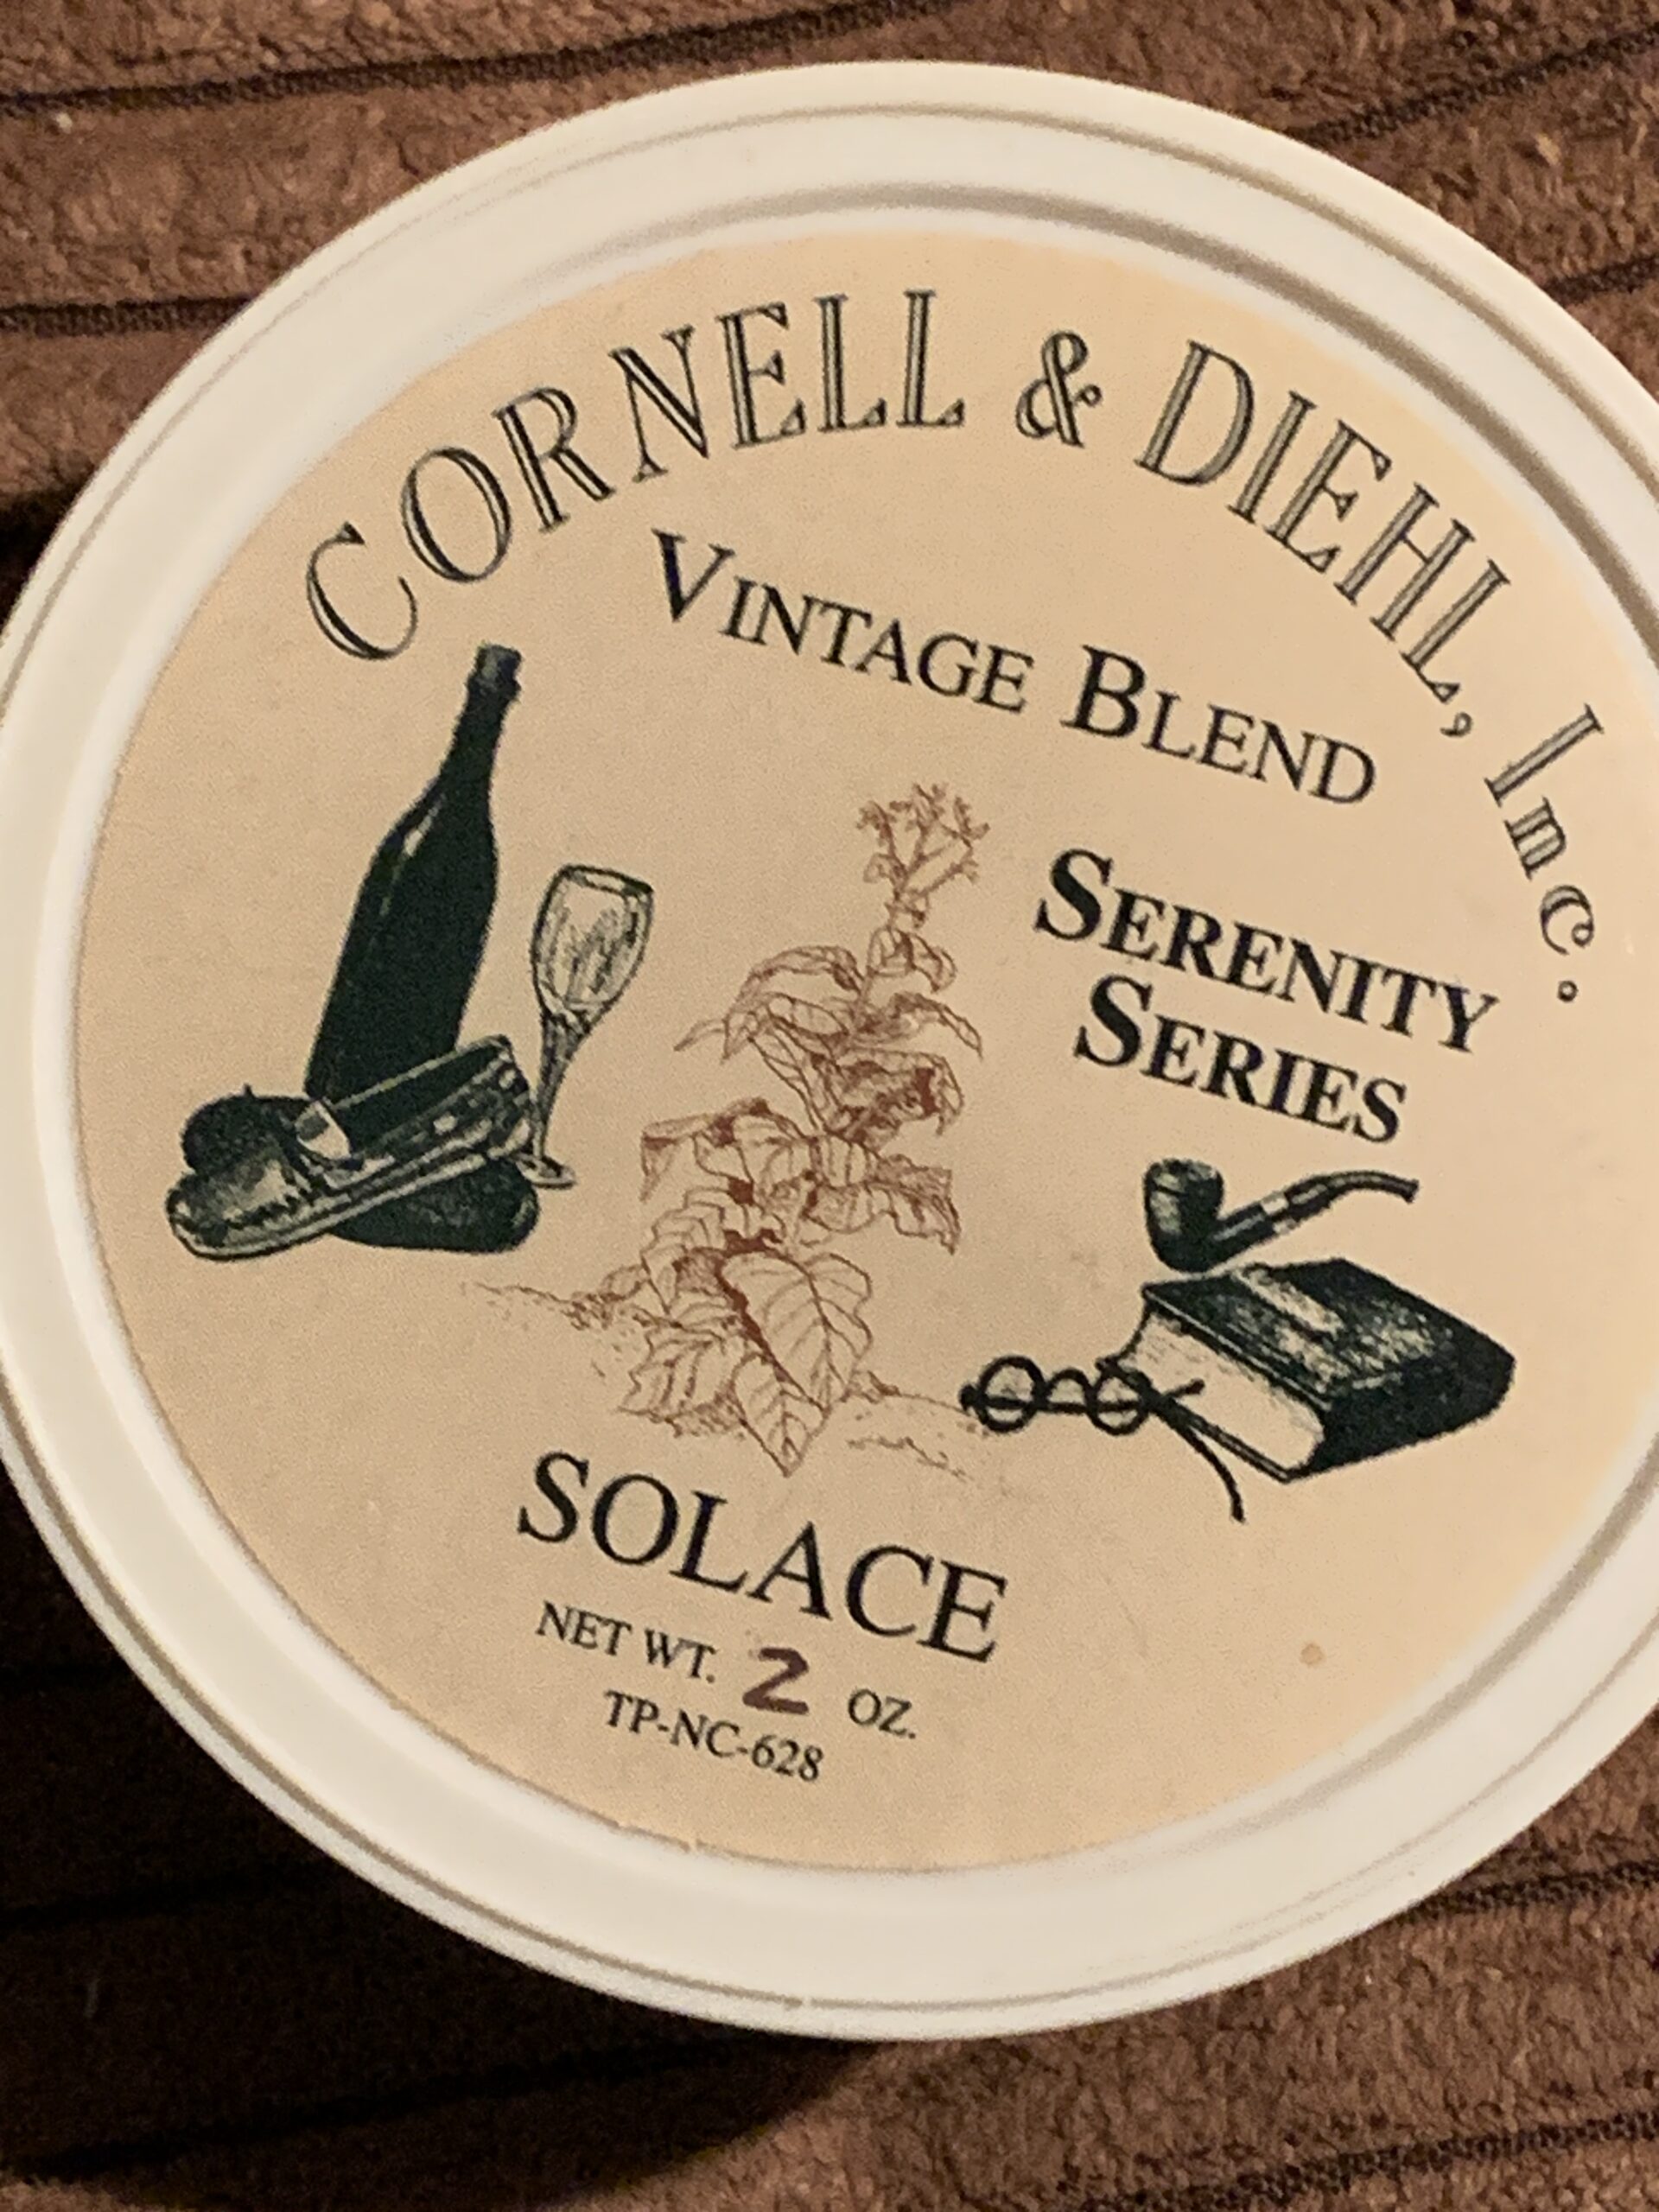 CORNELL & DIEHL, Inc.
VINTAGE BLEND
SERENITY
SERIES
SOLACE
NET WT. 2 OZ.
TP-NC-628